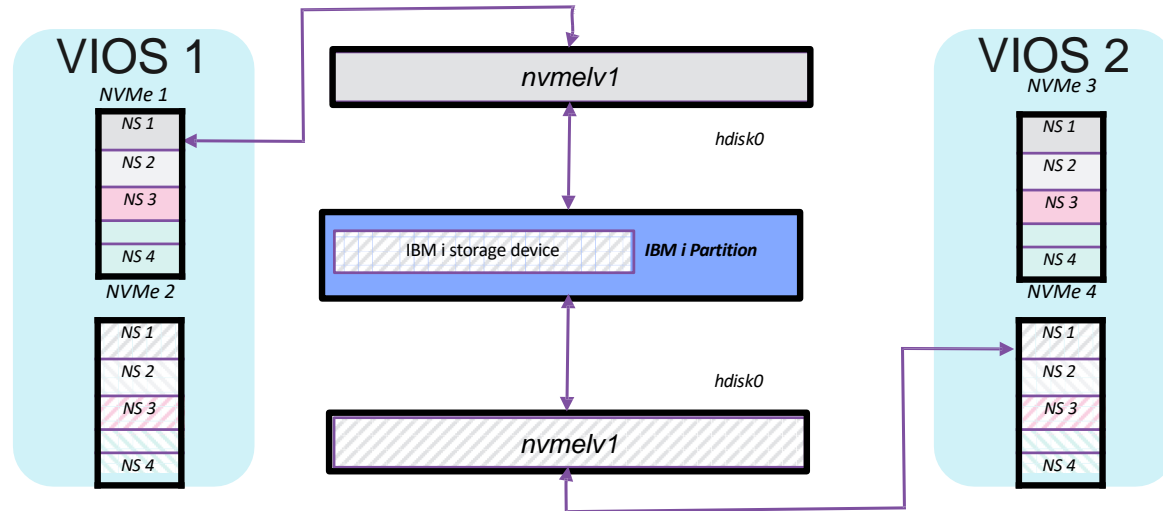 VIOS 1
NVMe 1
NS 1
NS 2
NS 3
NS 4
NVMe 2
NS 1
NS 2
NS 3
NS 4
nvmelv1
hdisk0
IBM i storage device
IBM i Partition
hdisk0
nvmelv1
VIOS 2
NVMe 3
NS 1
NS 2
NS 3
NS 4
NVMe 4
NS 1
NS 2
NS 3
NS 4